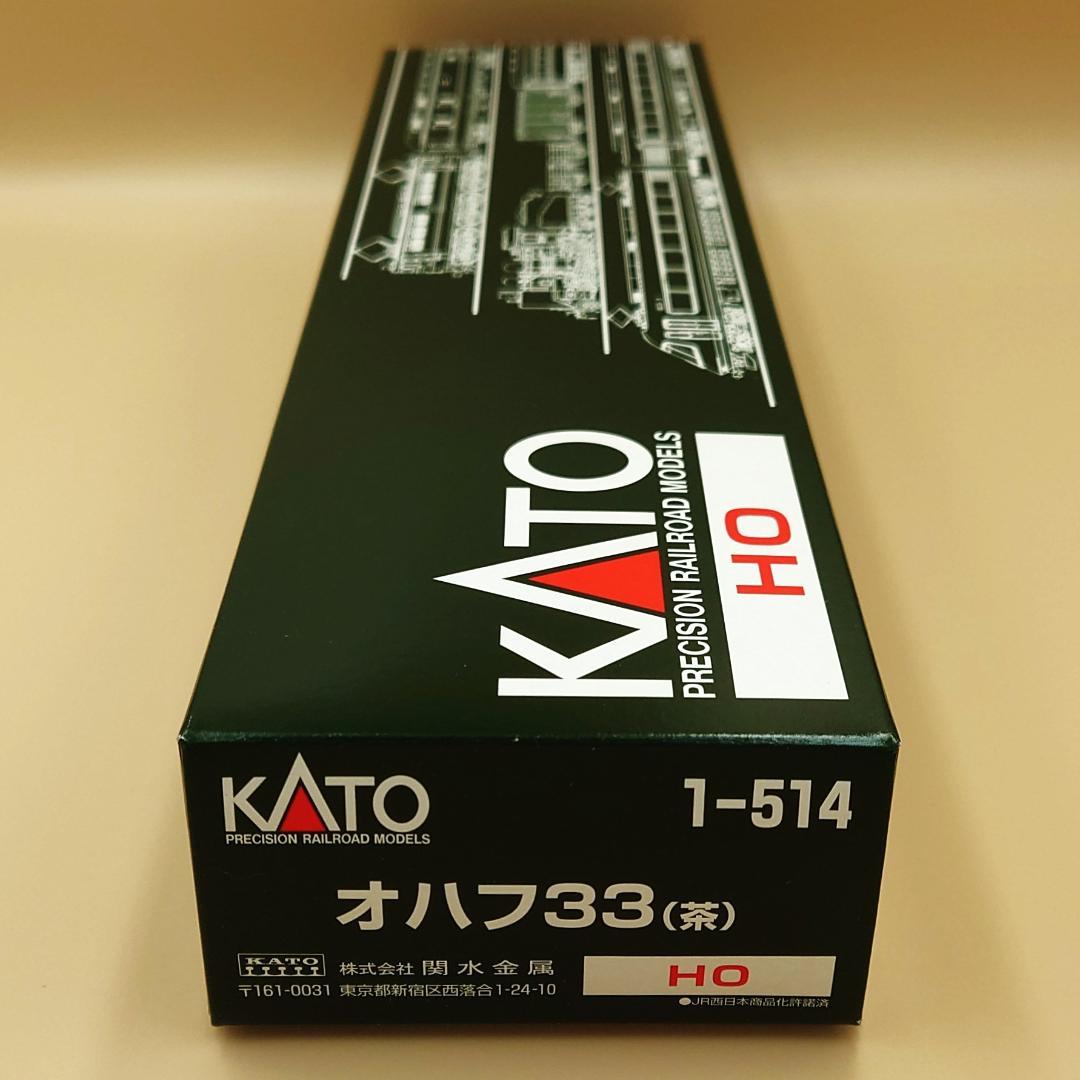 KATO
PRECISION RAILROAD MODELS
HO
KATO
PRECISION RAILROAD MODELS
1-514
オハフ33(茶)
KATO
株式会社 関水金属
〒161-0031 東京都新宿区西落合1-24-10
HO
●JR西日本商品化許諾済